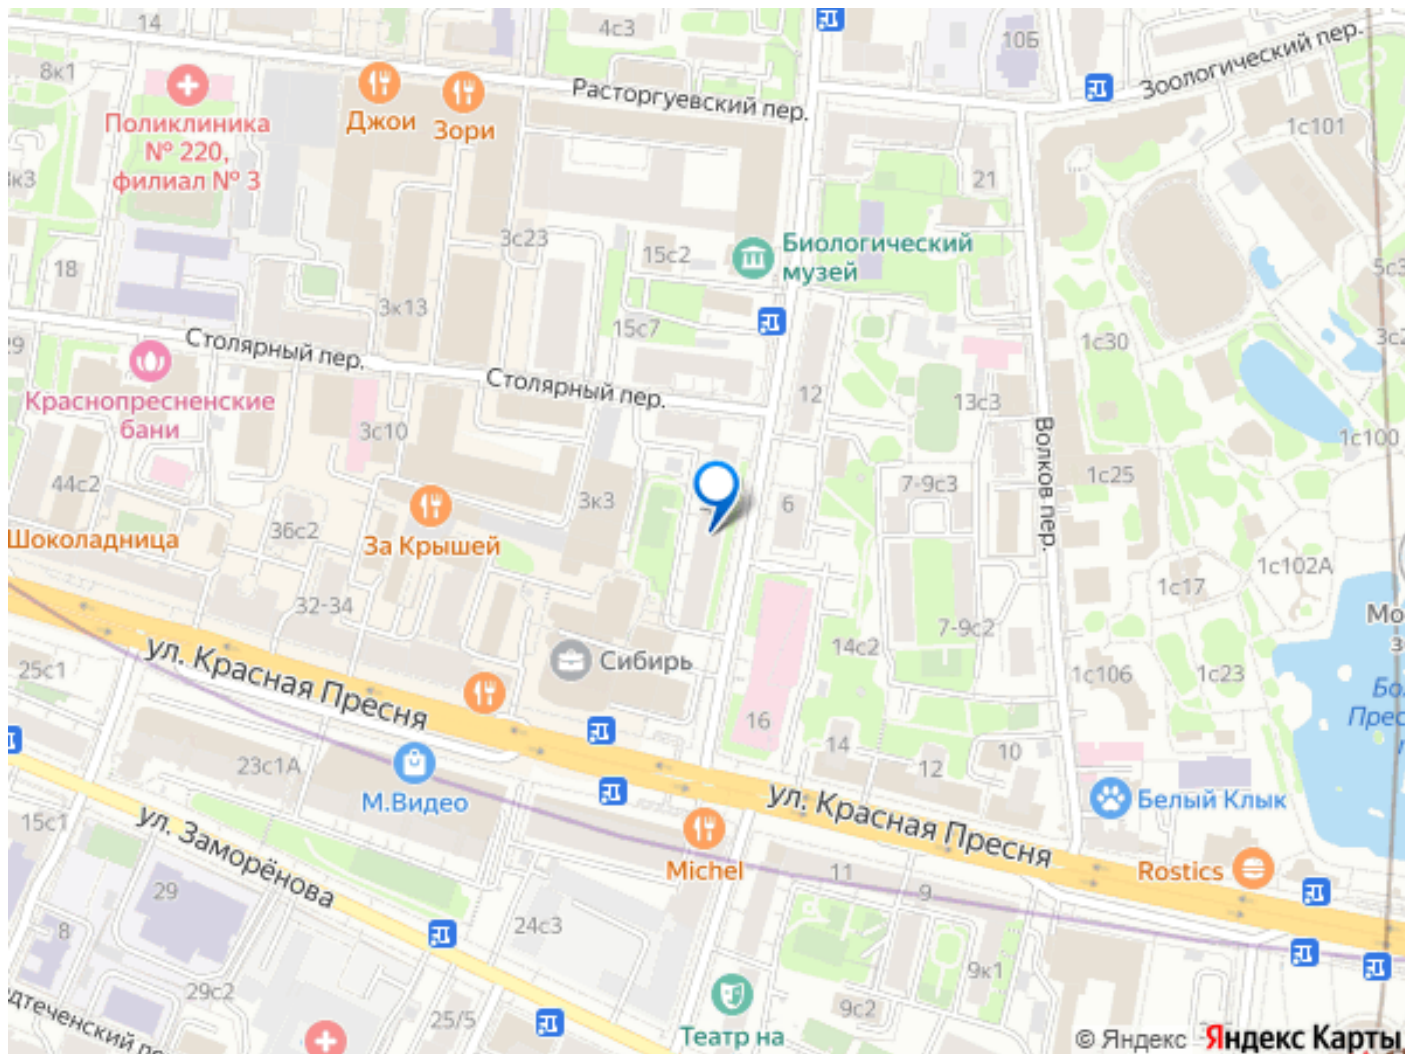 14
4с3
10Б
8к1
Зоологический пер.
Расторгуевский пер.
Джои
Зори
Поликлиника
№ 220,
филиал № 3
1с101
21
3с23
15с2
Биологический
музей
18
5с3
3к13
15с7
Столярный пер.
29
1с30
Столярный пер.
Краснопресненские
бани
12
13с3
3с10
Волков пер.
1с100
44с2
1с25
7-9с3
3к3
6
36с2
Шоколадница
За Крышей
1с102А
1с17
32-34
7-9с2
14с2
ул. Красная Пресня
Сибирь
25с1
1с106
1с23
16
14
10
12
23с1А
М.Видео
ул. Красная Пресня
Белый Клык
15с1
ул. Заморёнова
Michel
11
Rostics
29
9
24с3
8
9к1
29с2
25/5
9с2
Театр на
© Яндекс
Яндекс Карты